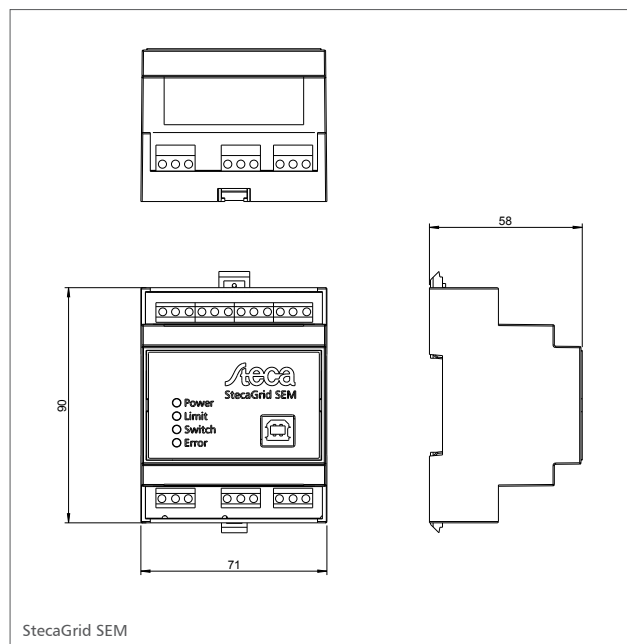 58
90
Steca
StecaGrid SEM
Power
Limit
Switch
Error
71
StecaGrid SEM